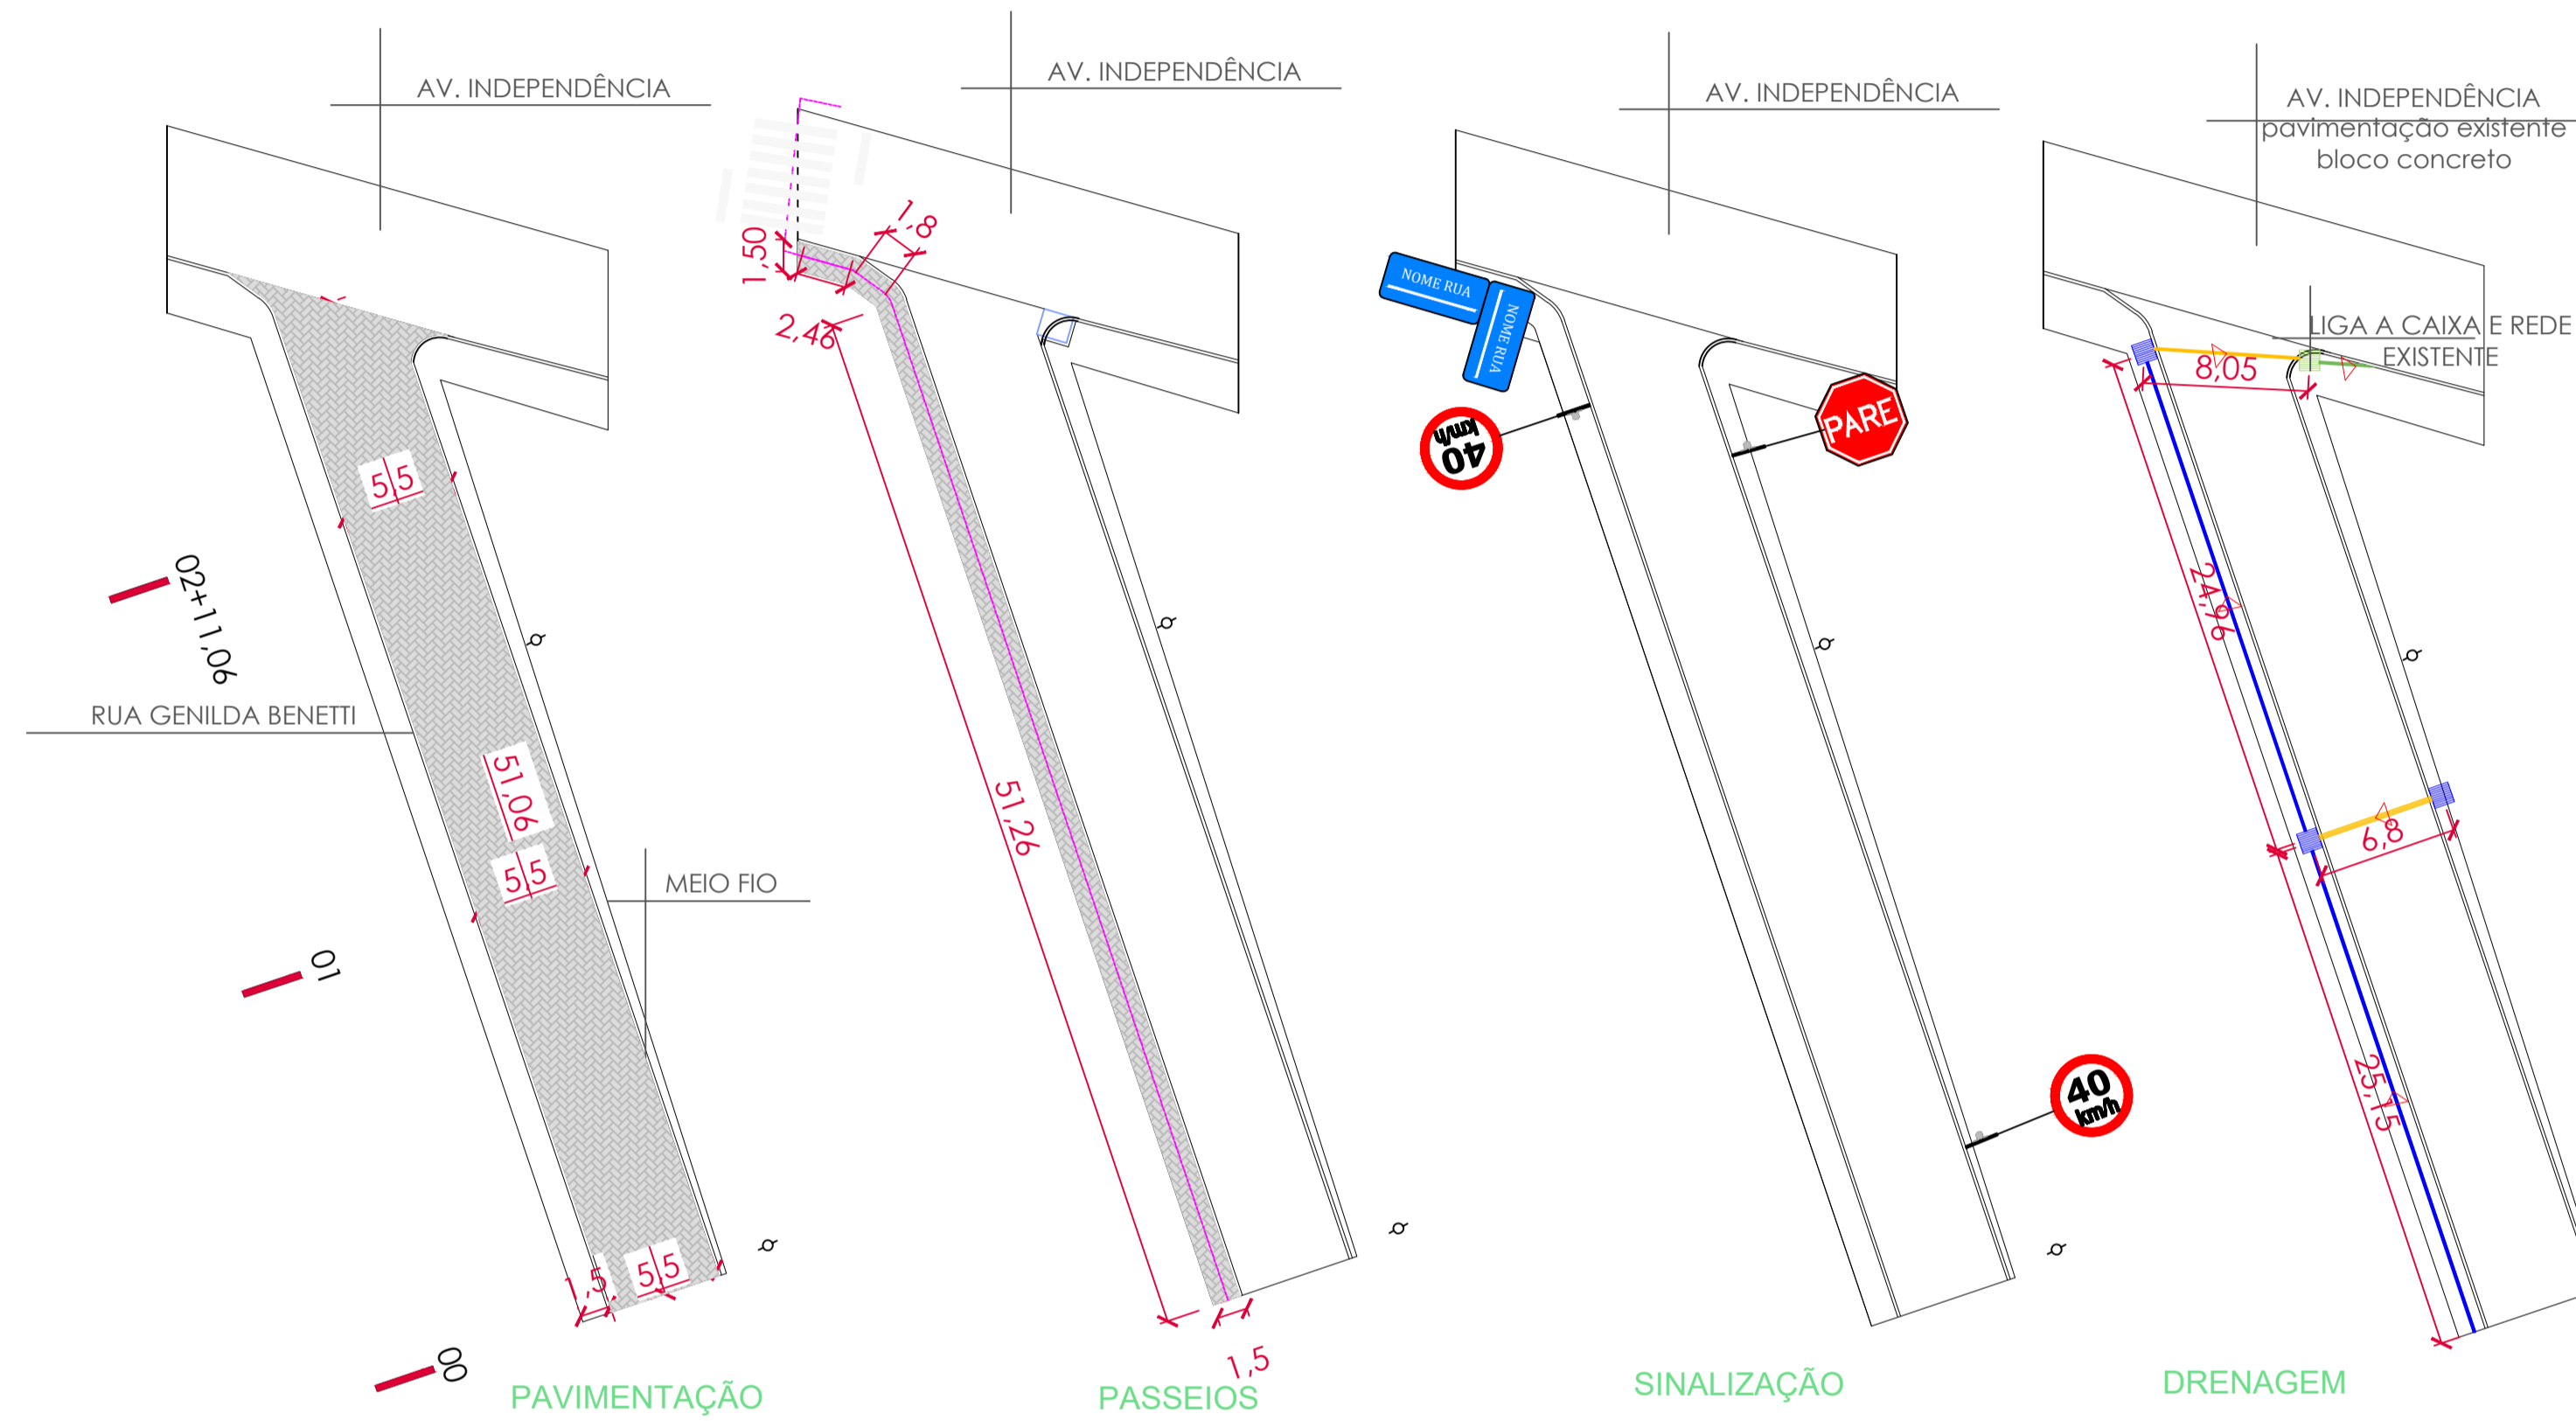 AV. INDEPENDÊNCIA
5,5
02+11,06
RUA GENILDA BENETTI
51,06
5,5
MEIO FIO
01
1,5
5,5
00
PAVIMENTAÇÃO
AV. INDEPENDÊNCIA
1,50
1,8
2,46
51,26
1,5
PASSEIOS
AV. INDEPENDÊNCIA
NOME RUA
NOME RUA
40
km/h
PARE
40
km/h
SINALIZAÇÃO
AV. INDEPENDÊNCIA
pavimentação existente
bloco concreto
LIGA A CAIXA E REDE
EXISTENTE
8,05
24,96
6,8
25,15
DRENAGEM